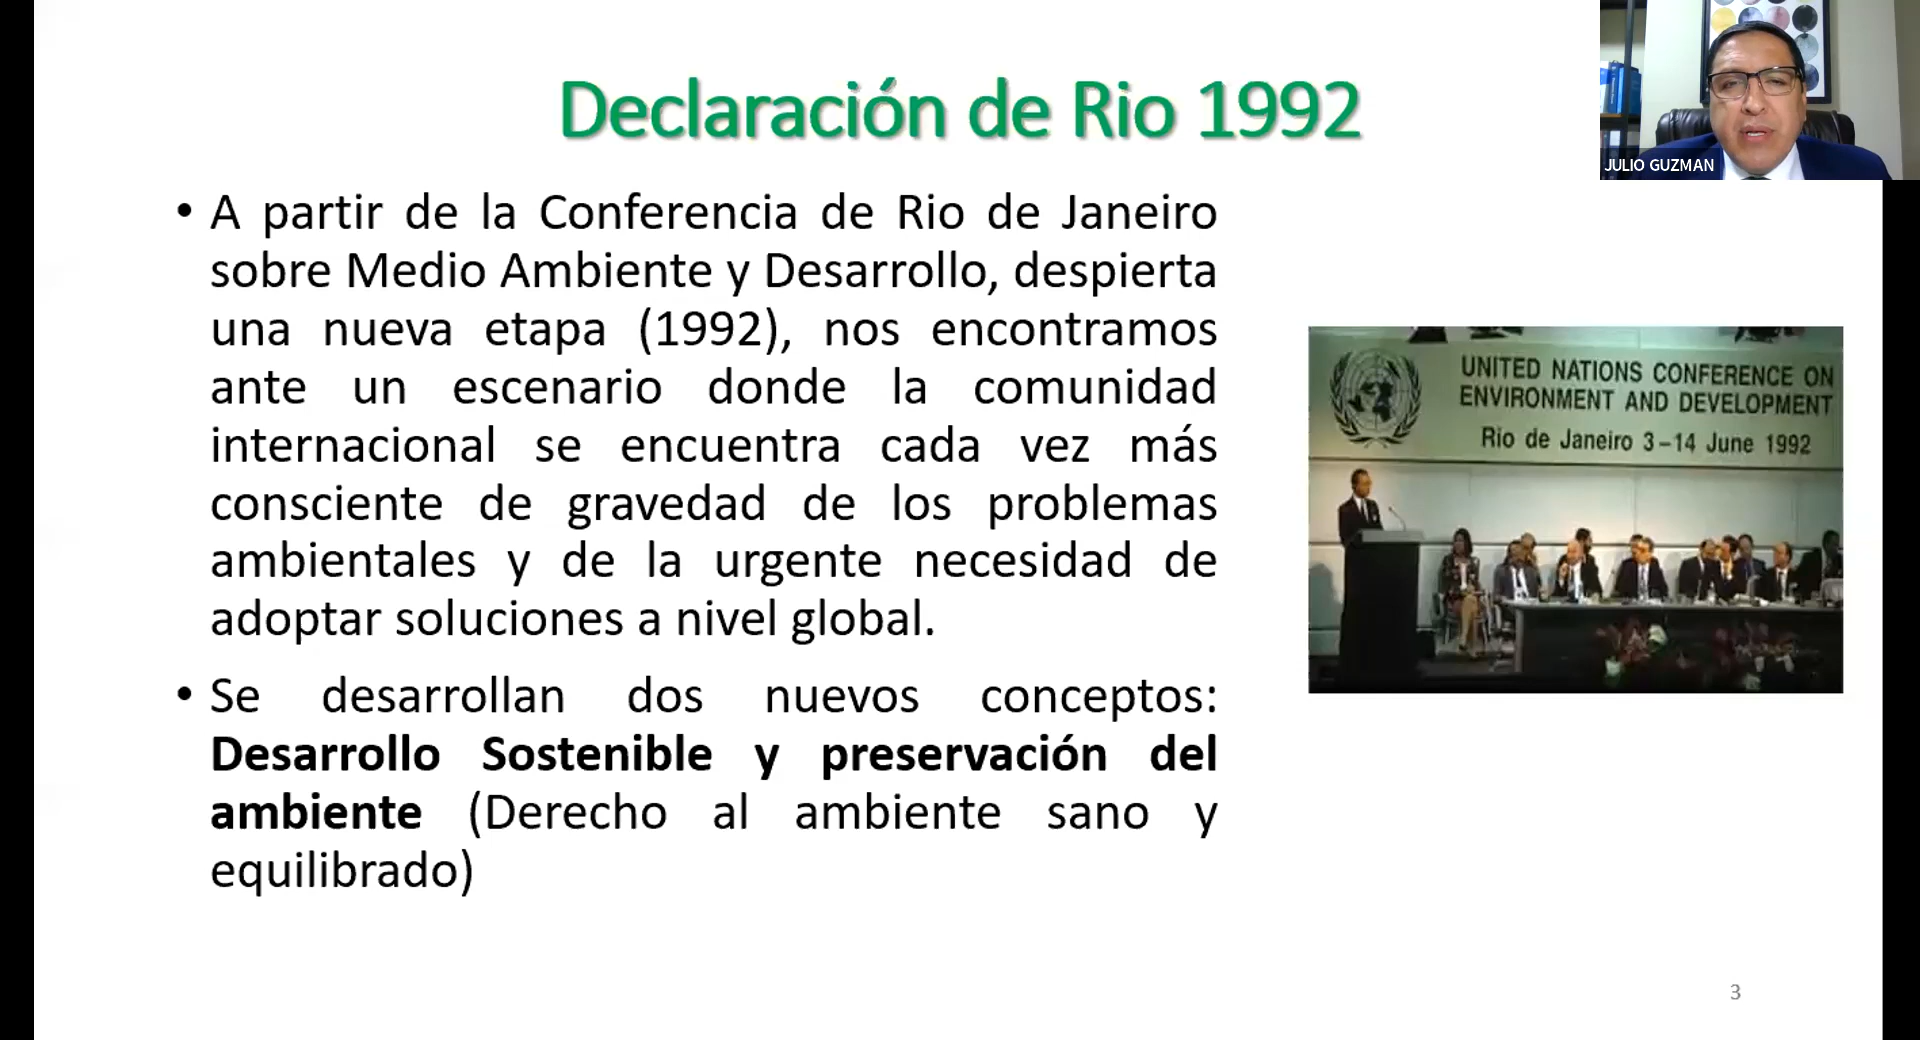 Declaración de Rio 1992
JULIO GUZMAN
• A partir de la Conferencia de Rio de Janeiro
sobre Medio Ambiente y Desarrollo, despierta
una nueva etapa (1992), nos encontramos
ante un escenario donde la comunidad
internacional se encuentra cada vez más
consciente de gravedad de los problemas
ambientales y de la urgente necesidad de
adoptar soluciones a nivel global.
• Se desarrollan dos nuevos conceptos:
Desarrollo Sostenible y preservación del
ambiente (Derecho al ambiente sano y
equilibrado)
UNITED NATIONS CONFERENCE ON
ENVIRONMENT AND DEVELOPMENT
Rio de Janeiro 3-14 June 1992
3